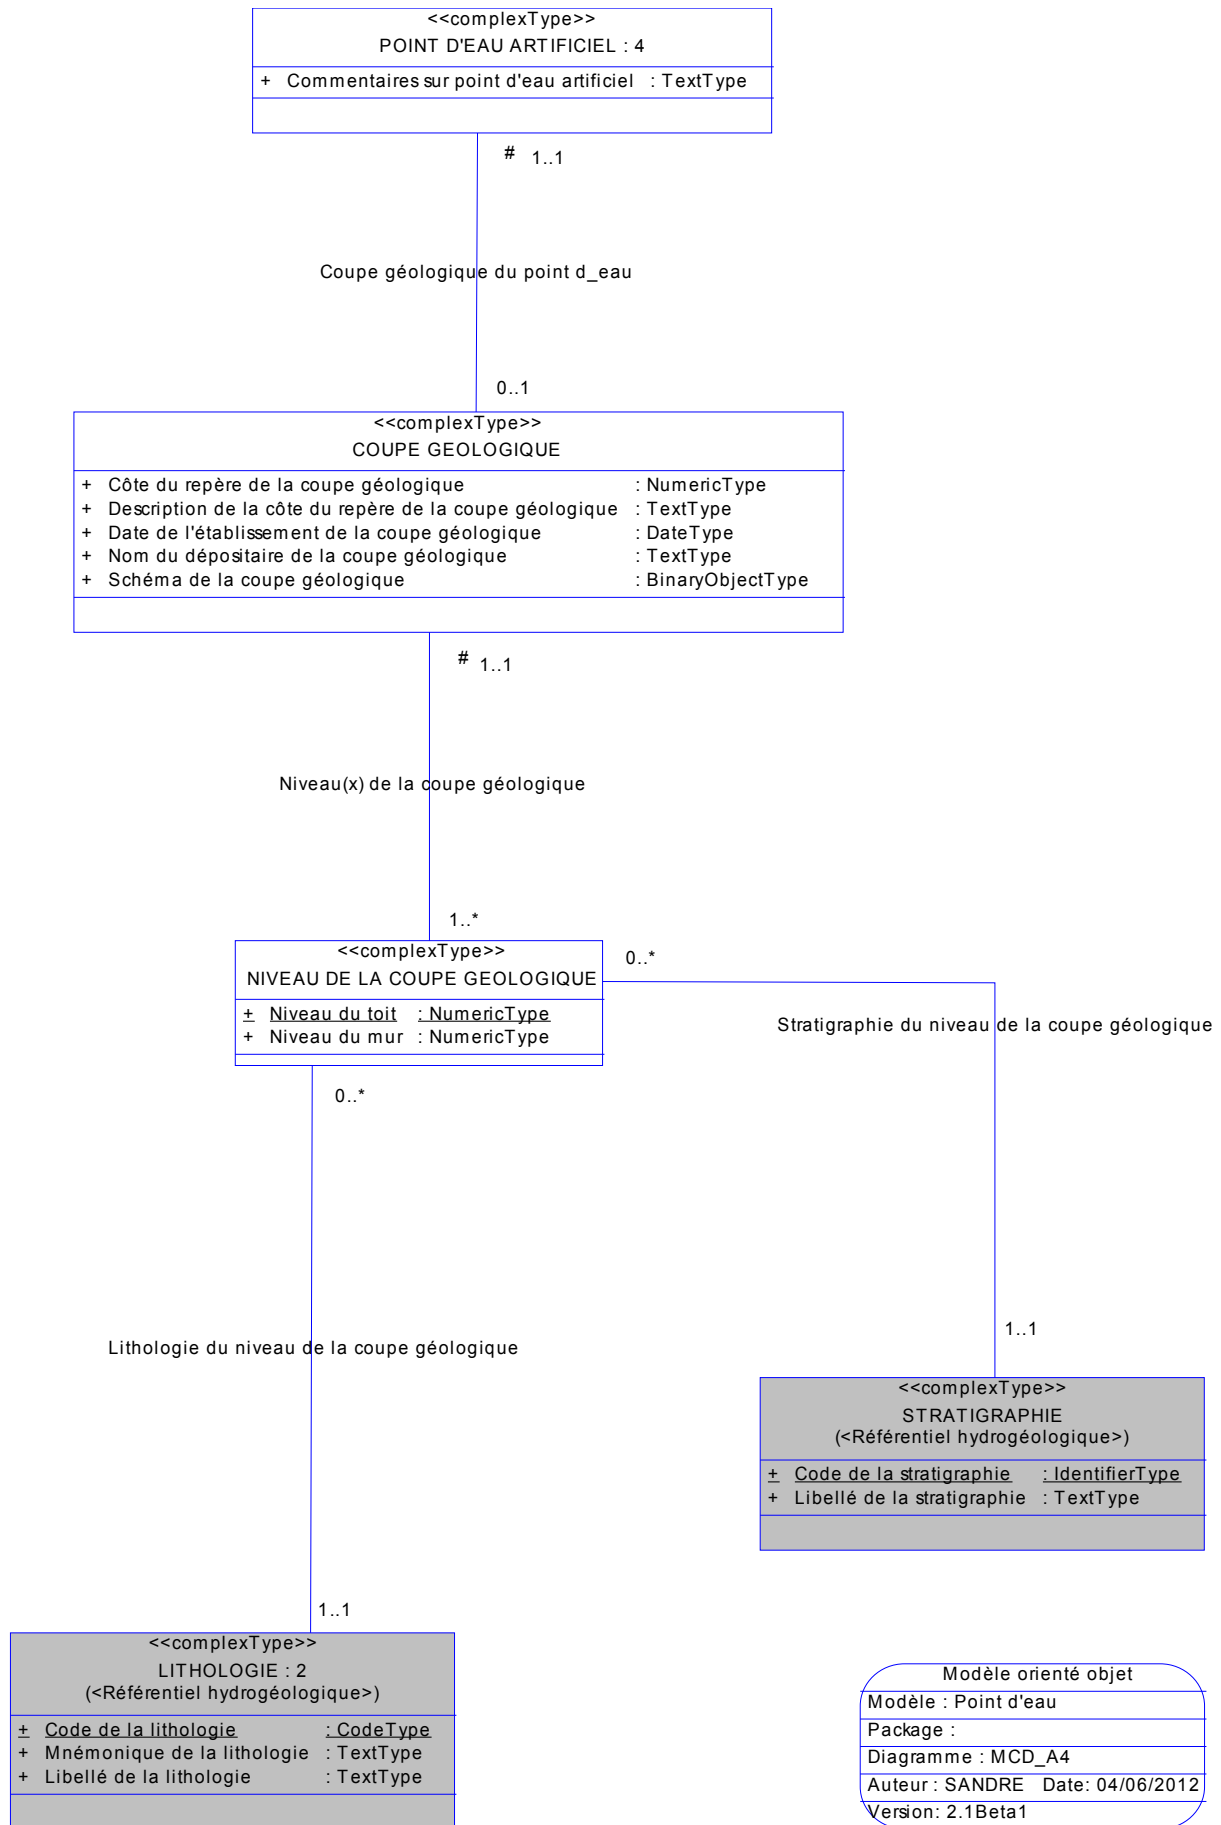 <<complexType>>
POINT D'EAU ARTIFICIEL : 4
+ Commentaires sur point d'eau artificiel : TextType
# 1..1
Coupe géologique du point d_eau
0..1
<<complexType>>
COUPE GEOLOGIQUE
+ Côte du repère de la coupe géologique : NumericType
+ Description de la côte du repère de la coupe géologique : TextType
+ Date de l'établissement de la coupe géologique : DateType
+ Nom du dépositaire de la coupe géologique : TextType
+ Schéma de la coupe géologique : BinaryObjectType
# 1..1
Niveau(x) de la coupe géologique
1..*
<<complexType>>
NIVEAU DE LA COUPE GEOLOGIQUE
+ Niveau du toit : NumericType
+ Niveau du mur : NumericType
0..*
Stratigraphie du niveau de la coupe géologique
0..*
1..1
Lithologie du niveau de la coupe géologique
<<complexType>>
STRATIGRAPHIE
(<Référentiel hydrogéologique>)
+ Code de la stratigraphie : IdentifierType
+ Libellé de la stratigraphie : TextType
1..1
<<complexType>>
LITHOLOGIE : 2
(<Référentiel hydrogéologique>)
+ Code de la lithologie : CodeType
+ Mnémonique de la lithologie : TextType
+ Libellé de la lithologie : TextType
Modèle orienté objet
Modèle : Point d'eau
Package :
Diagramme : MCD_A4
Auteur : SANDRE Date: 04/06/2012
Version: 2.1Beta1